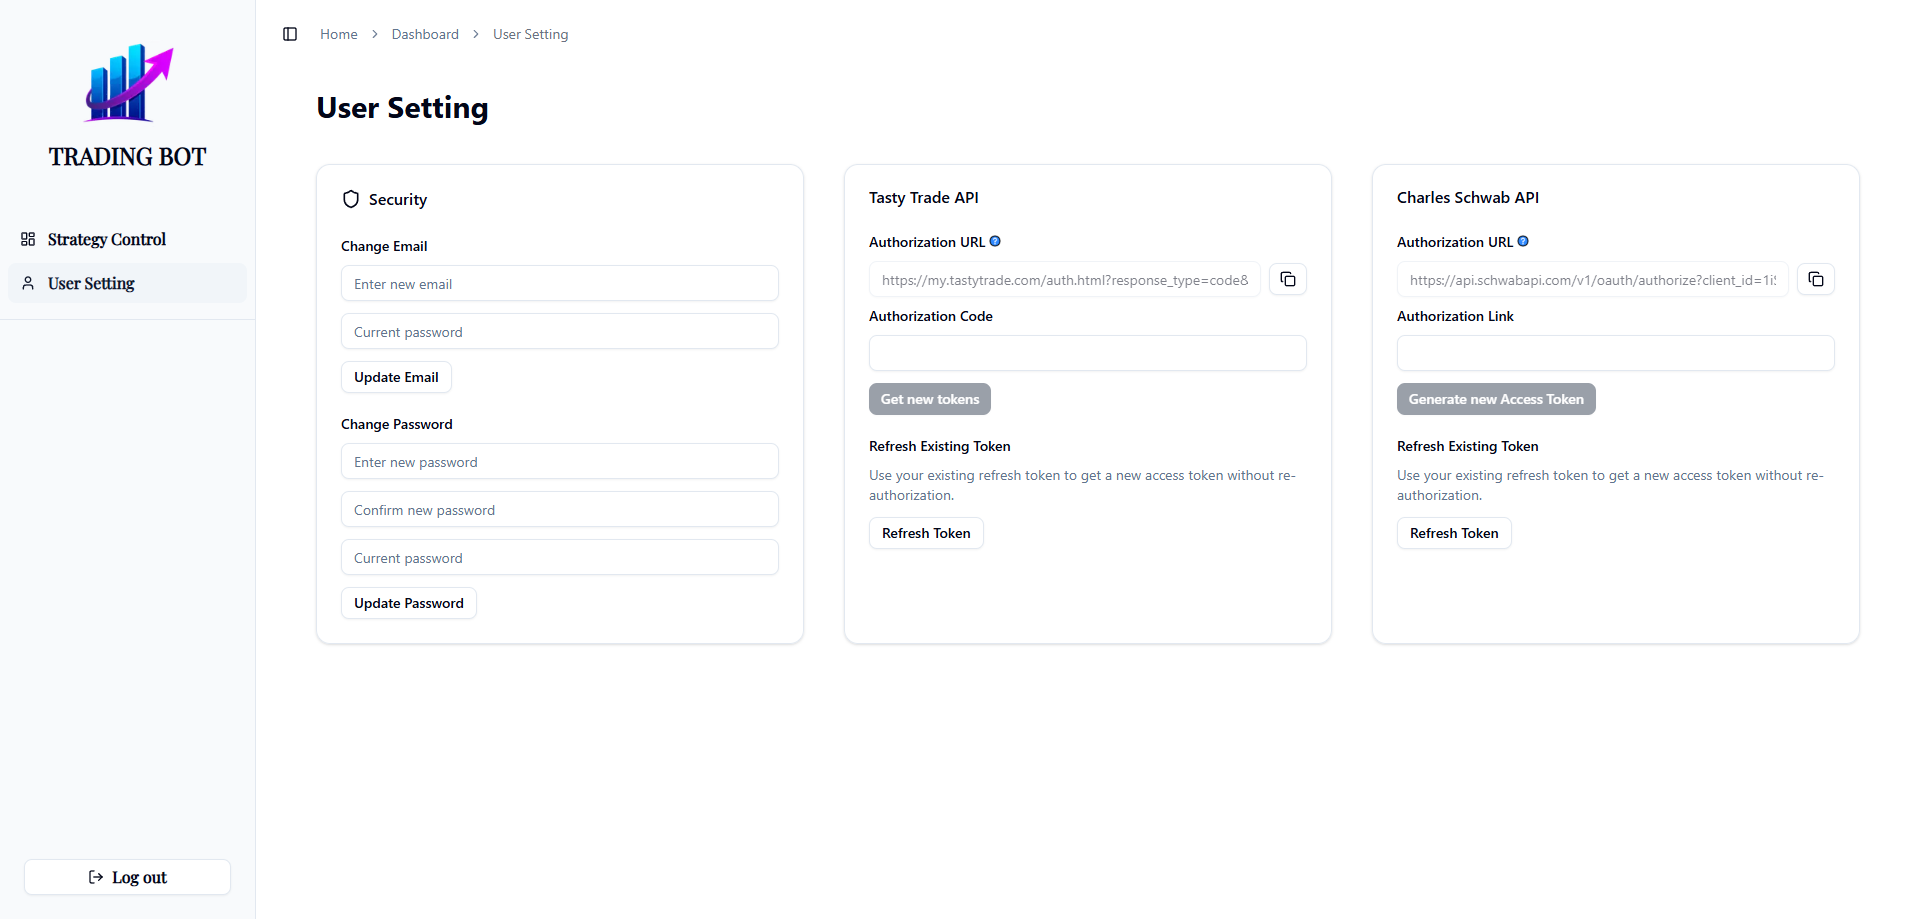 TRADING BOT
Strategy Control
User Setting
Log out
Home > Dashboard > User Setting
User Setting
Security
Change Email
Enter new email
Current password
Update Email
Change Password
Enter new password
Confirm new password
Current password
Update Password
Tasty Trade API
Authorization URL ?
https://my.tastytrade.com/auth.html?response_type=code&
Authorization Code
Get new tokens
Refresh Existing Token
Use your existing refresh token to get a new access token without re-
authorization.
Refresh Token
Charles Schwab API
Authorization URL ?
https://api.schwabapi.com/v1/oauth/authorize?client_id=1i
Authorization Link
Generate new Access Token
Refresh Existing Token
Use your existing refresh token to get a new access token without re-
authorization.
Refresh Token